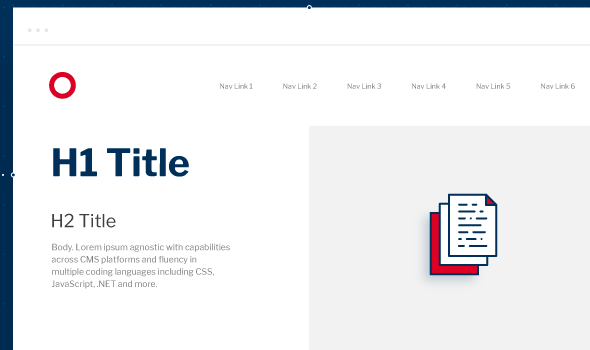 Nav Link 1 Nav Link 2 Nav Link 3 Nav Link 4 Nav Link 5 Nav Link 6
H1 Title
H2 Title
Body. Lorem ipsum agnostic with capabilities
across CMS platforms and fluency in
multiple coding languages including CSS,
JavaScript, .NET and more.